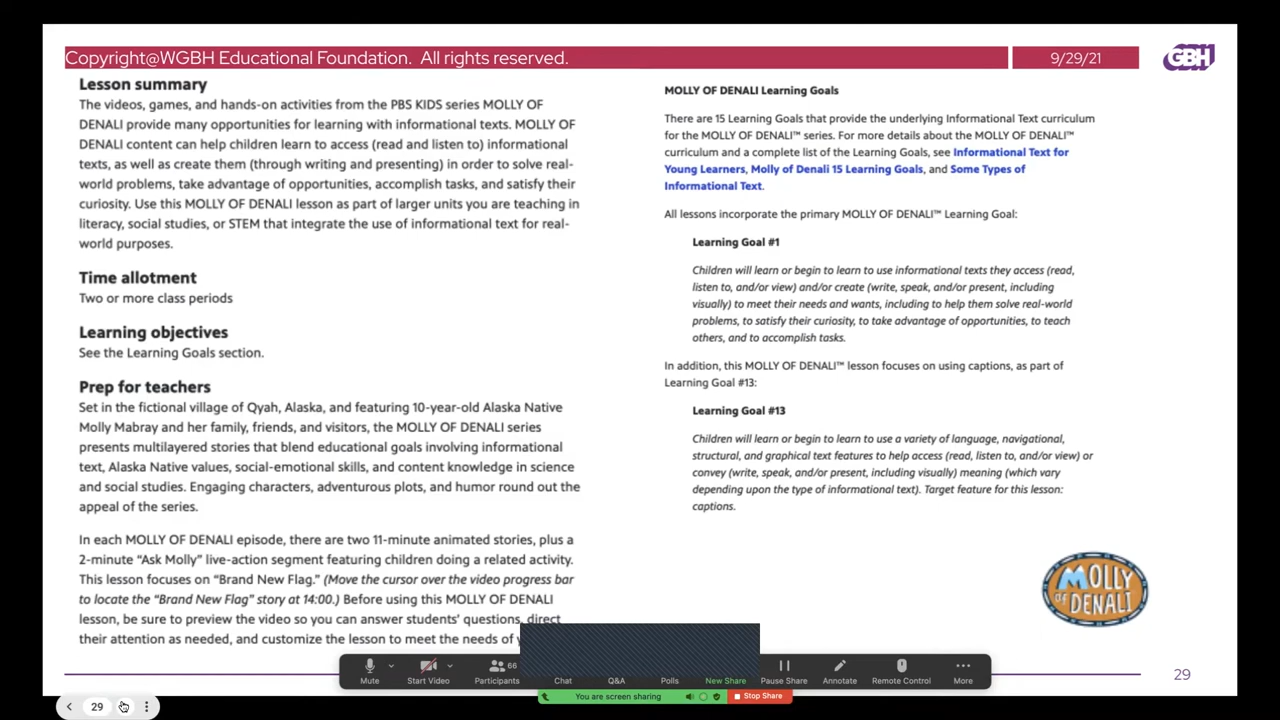 Copyright@WGBH Educational Foundation.  All rights reserved.
9/29/21
GBH
Lesson summary
The videos, games, and hands-on activities from the PBS KIDS series MOLLY OF
DENALI provide many opportunities for learning with informational texts. MOLLY OF
DENALI content can help children learn to access (read and listen to) informational
texts, as well as create them (through writing and presenting) in order to solve real-
world problems, take advantage of opportunities, accomplish tasks, and satisfy their
curiosity. Use this MOLLY OF DENALI lesson as part of larger units you are teaching in
literacy, social studies, or STEM that integrate the use of informational text for real-
world purposes.
Time allotment
Two or more class periods
Learning objectives
See the Learning Goals section.
Prep for teachers
Set in the fictional village of Qyah, Alaska, and featuring 10-year-old Alaska Native
Molly Mabray and her family, friends, and visitors, the MOLLY OF DENALI series
presents multilayered stories that blend educational goals involving informational
text, Alaska Native values, social-emotional skills, and content knowledge in science
and social studies. Engaging characters, adventurous plots, and humor round out the
appeal of the series.
In each MOLLY OF DENALI episode, there are two 11-minute animated stories, plus a
2-minute “Ask Molly” live-action segment featuring children doing a related activity.
This lesson focuses on “Brand New Flag.” (Move the cursor over the video progress bar
to locate the “Brand New Flag” story at 14:00.) Before using this MOLLY OF DENALI
lesson, be sure to preview the video so you can answer students’ questions, direct
their attention as needed, and customize the lesson to meet the needs of
MOLLY OF DENALI Learning Goals
There are 15 Learning Goals that provide the underlying Informational Text curriculum
for the MOLLY OF DENALI™ series. For more details about the MOLLY OF DENALI™
curriculum and a complete list of the Learning Goals, see Informational Text for
Young Learners, Molly of Denali 15 Learning Goals, and Some Types of
Informational Text.
All lessons incorporate the primary MOLLY OF DENALI™ Learning Goal:
Learning Goal #1
Children will learn or begin to learn to use informational texts they access (read,
listen to, and/or view) and/or create (write, speak, and/or present, including
visually) to meet their needs and wants, including to help them solve real-world
problems, to satisfy their curiosity, to take advantage of opportunities, to teach
others, and to accomplish tasks.
In addition, this MOLLY OF DENALI™ lesson focuses on using captions, as part of
Learning Goal #13:
Learning Goal #13
Children will learn or begin to learn to use a variety of language, navigational,
structural, and graphical text features to help access (read, listen to, and/or view) or
convey (write, speak, and/or present, including visually) meaning (which vary
depending upon the type of informational text). Target feature for this lesson:
captions.
MOLLY
OF DENALI
29
66
Mute
Start Video
Participants
Chat
Q&A
Polls
New Share
Pause Share
Annotate
Remote Control
More
You are screen sharing
Stop Share
29